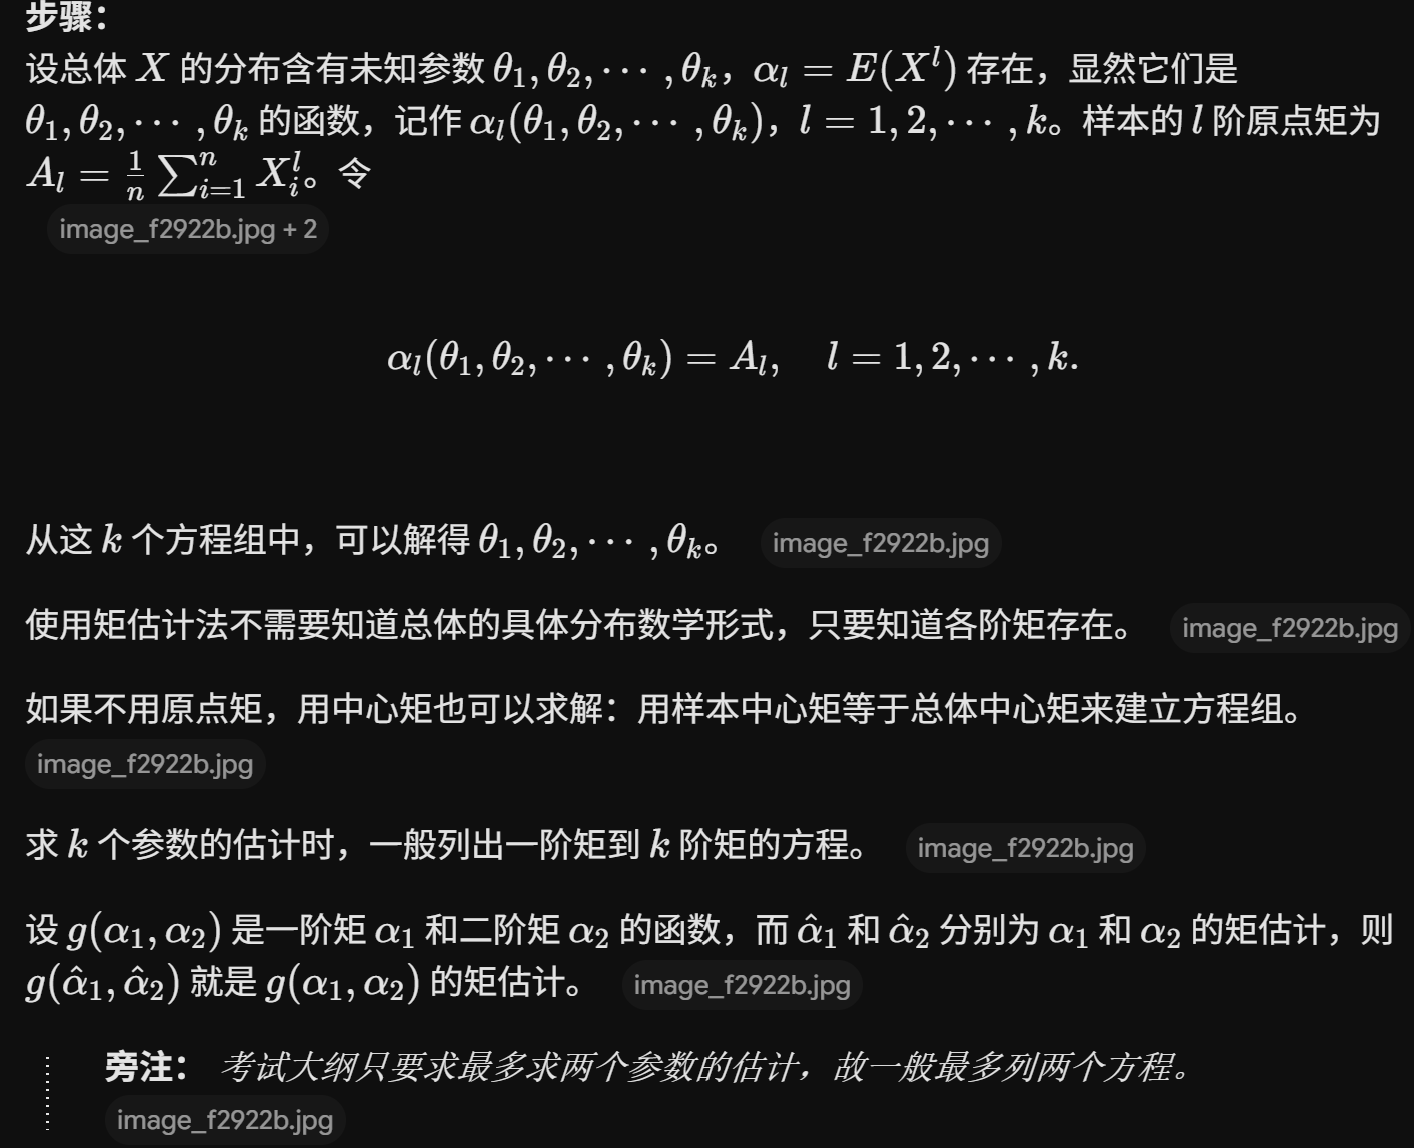 步骤：
设总体 X 的分布含有未知参数 θ₁, θ₂, ⋯ , θₖ，αₗ = E(Xˡ) 存在，显然它们是
θ₁, θ₂, ⋯ , θₖ 的函数，记作 αₗ(θ₁, θ₂, ⋯ , θₖ)，l = 1, 2, ⋯ , k。样本的 l 阶原点矩为
Aₗ = 1/n ∑ⁿᵢ₌₁ Xᵢˡ。令
image_f2922b.jpg + 2
αₗ(θ₁, θ₂, ⋯ , θₖ) = Aₗ, l = 1, 2, ⋯ , k.
从这 k 个方程组中，可以解得 θ₁, θ₂, ⋯ , θₖ。 image_f2922b.jpg
使用矩估计法不需要知道总体的具体分布数学形式，只要知道各阶矩存在。 image_f2922b.jpg
如果不用原点矩，用中心矩也可以求解：用样本中心矩等于总体中心矩来建立方程组。
image_f2922b.jpg
求 k 个参数的估计时，一般列出一阶矩到 k 阶矩的方程。 image_f2922b.jpg
设 g(α₁, α₂) 是一阶矩 α₁ 和二阶矩 α₂ 的函数，而 α̂₁ 和 α̂₂ 分别为 α₁ 和 α₂ 的矩估计，则
g(α̂₁, α̂₂) 就是 g(α₁, α₂) 的矩估计。 image_f2922b.jpg
旁注： 考试大纲只要求最多求两个参数的估计，故一般最多列两个方程。
image_f2922b.jpg